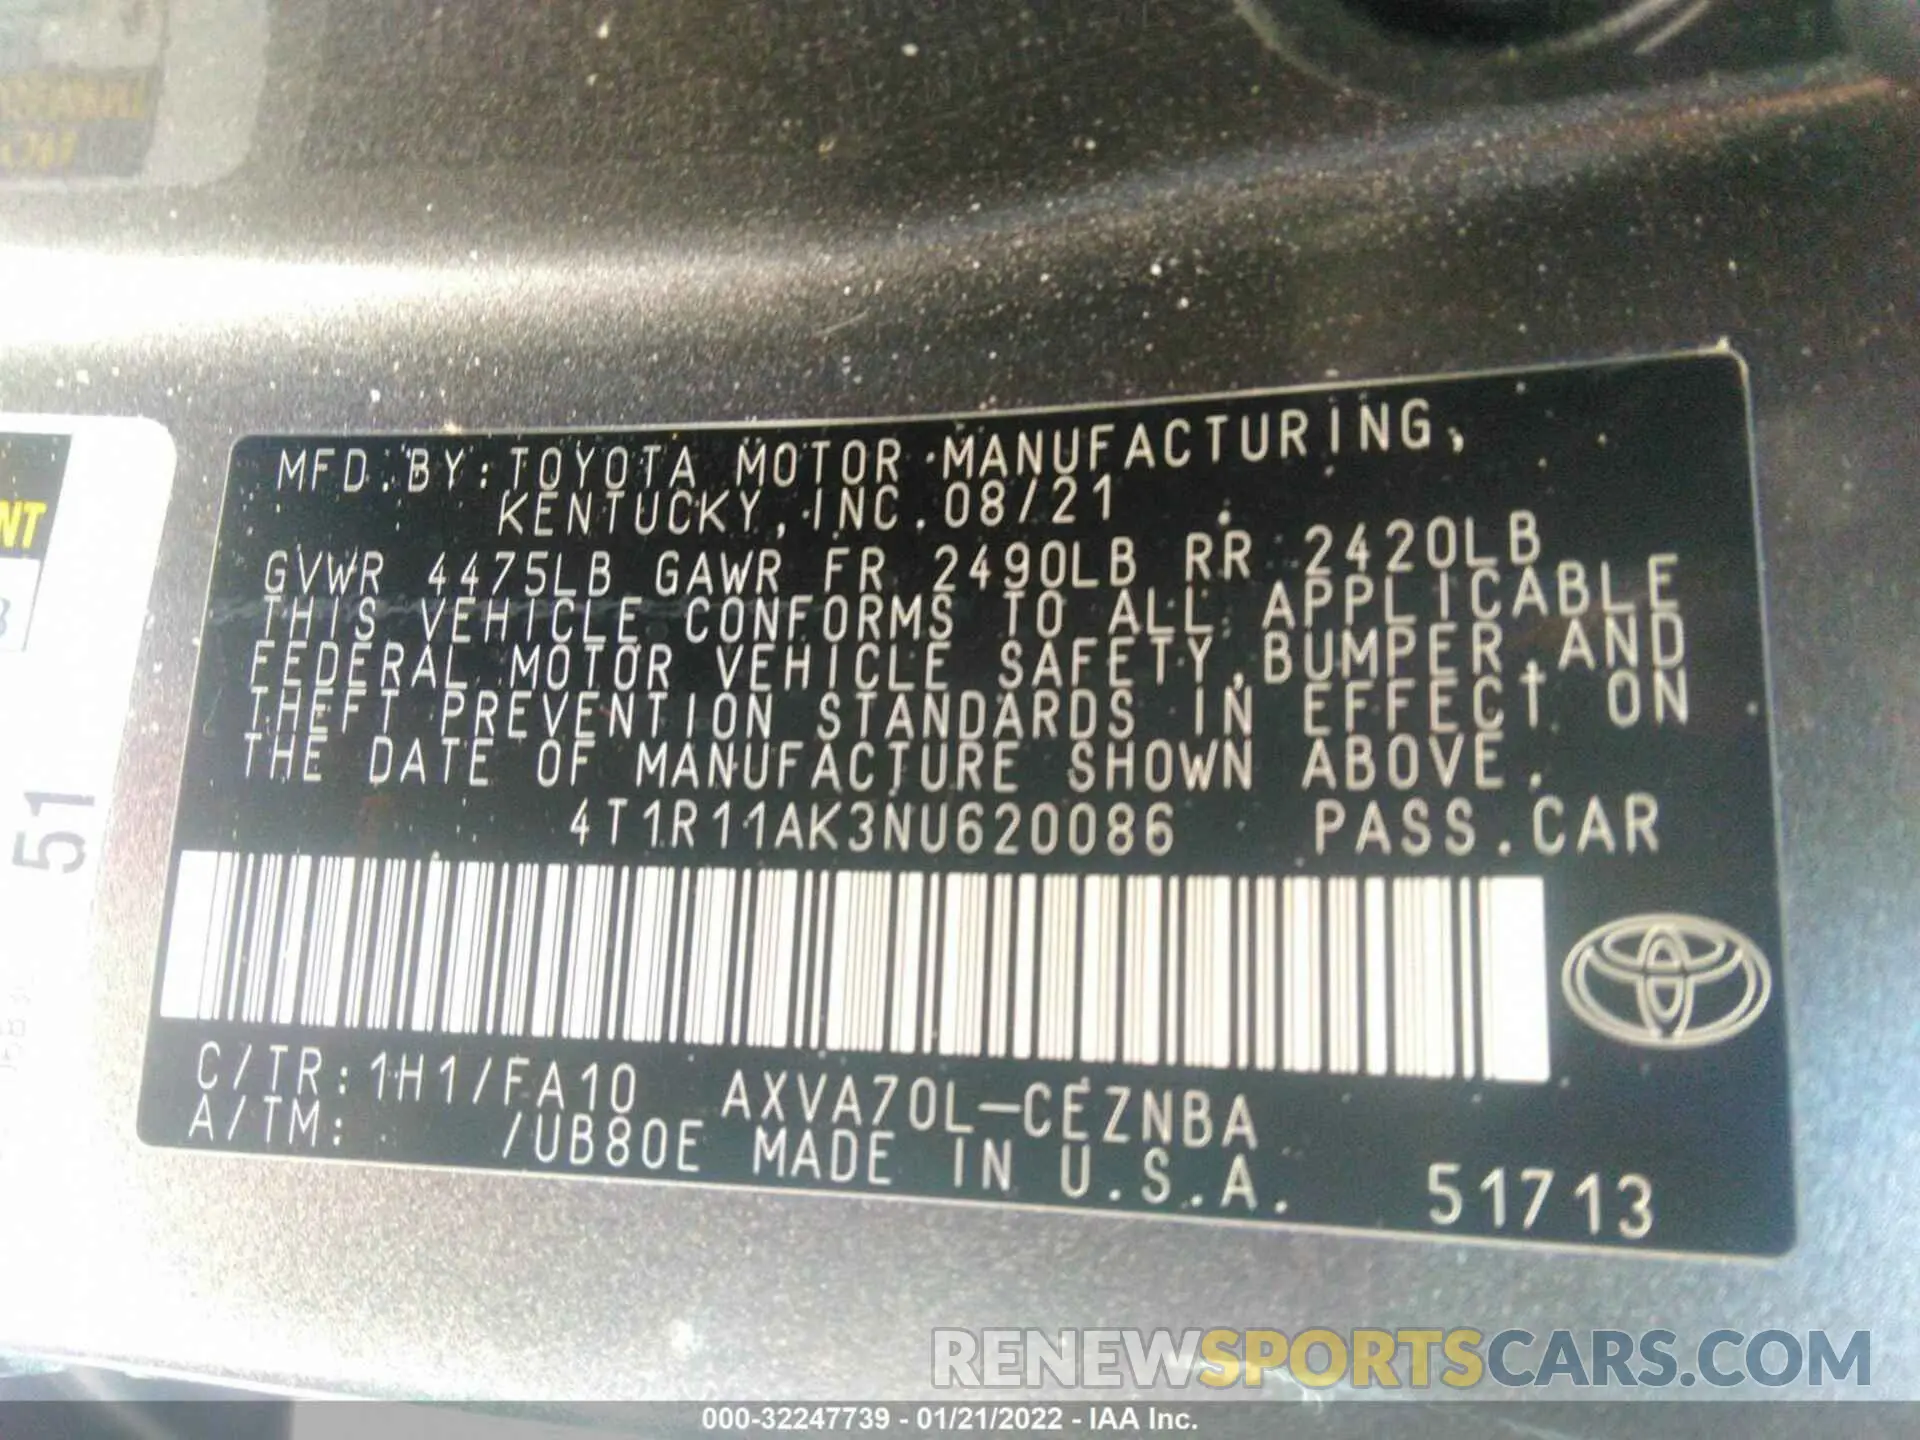 NT
51
MFD.BY:TOYOTA MOTOR MANUFACTURING,
KENTUCKY,INC.08/21
GVWR 4475LB GAWR FR 2490LB RR 2420LB
THIS VEHICLE CONFORMS TO ALL APPLICABLE
FEDERAL MOTOR VEHICLE SAFETY,BUMPER,AND
THEFT PREVENTION STANDARDS IN EFFECT ON
THE DATE OF MANUFACTURE SHOWN ABOVE.
4T1R11AK3NU620086 PASS.CAR
C/TR:1H1/FA10 AXVA70L-CEZNBA
A/TM: /UB80E MADE IN U.S.A. 51713
RENEWSPORTSCARS.COM
000-32247739 - 01/21/2022 - IAA Inc.